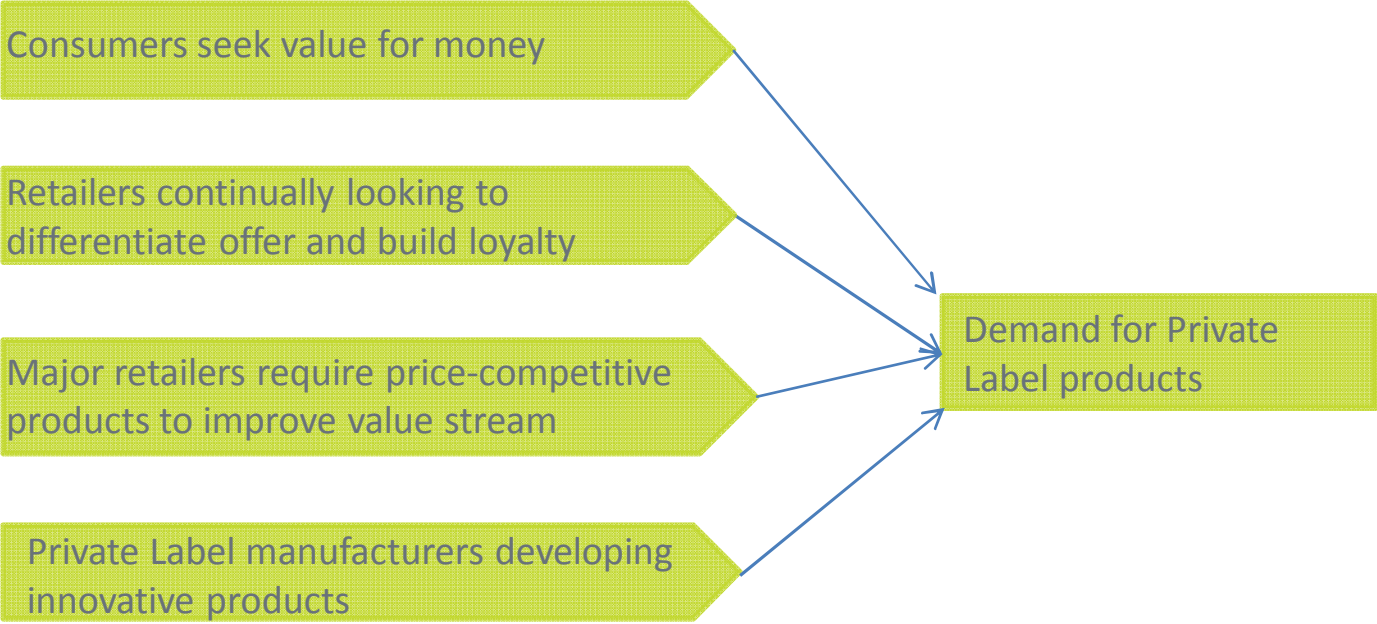 Consumers seek value for money
Retailers continually looking to
differentiate offer and build loyalty
Major retailers require price-competitive
products to improve value stream
Private Label manufacturers developing
innovative products
Demand for Private
Label products